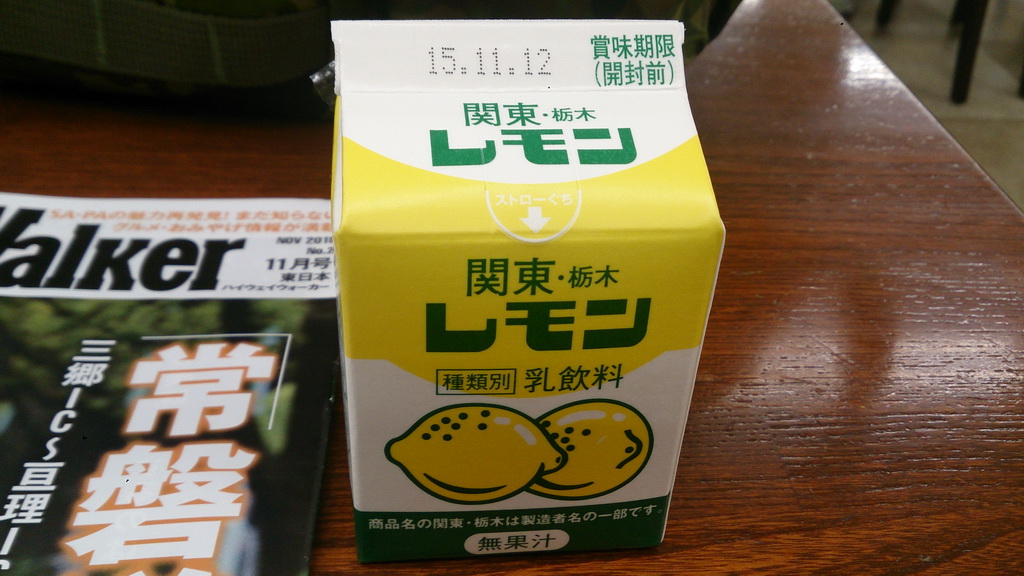 15.11.12
賞味期限
(開封前)
関東・栃木
レモン
ストローぐち
関東・栃木
レモン
種類別 乳飲料
商品名の関東・栃木は製造者名の一部です。
無果汁
SA・PAの魅力再発見!まだ知らない
グルメ・おみやげ情報が満載
Walker
NOV 201
No.
11月号
東日本
ハイウェイウォーカー
三郷IC〜亘理I
常磐